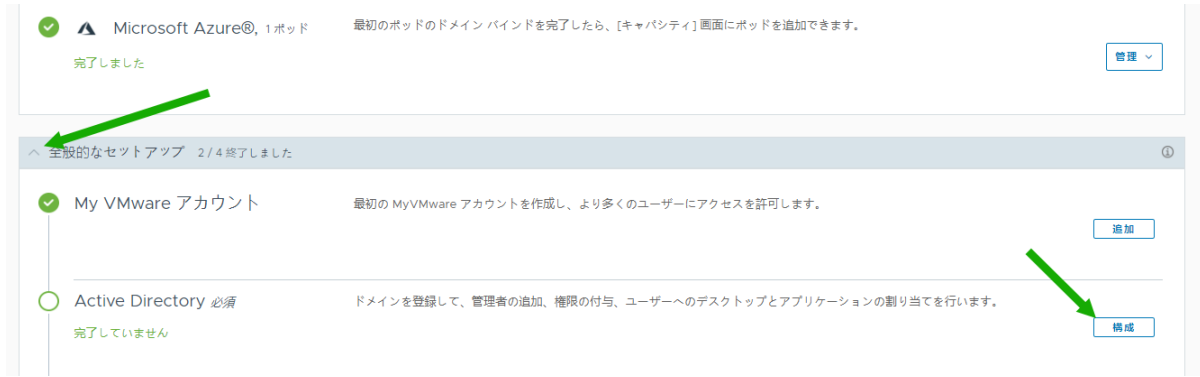 Microsoft Azure®, 1 ポッド
最初のポッドのドメイン バインドを完了したら、[キャパシティ] 画面にポッドを追加できます。
完了しました
管理
全般的なセットアップ 2 / 4 終了しました
My VMware アカウント
最初の MyVMware アカウントを作成し、より多くのユーザーにアクセスを許可します。
追加
Active Directory 必須
ドメインを登録して、管理者の追加、権限の付与、ユーザーへのデスクトップとアプリケーションの割り当てを行います。
完了していません
構成